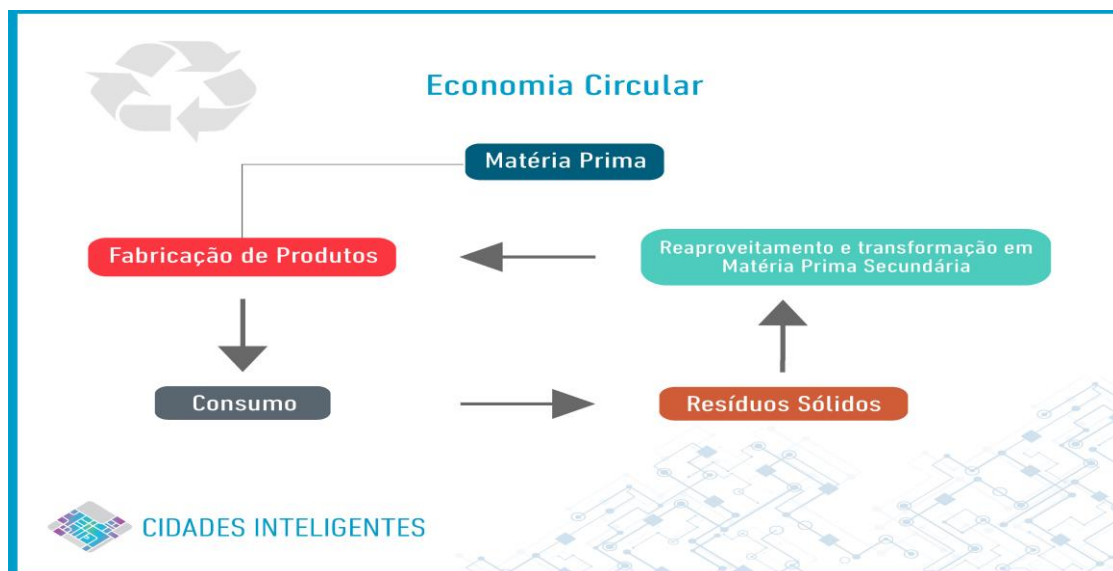 Economia Circular
Matéria Prima
Fabricação de Produtos
Reaproveitamento e transformação em
Matéria Prima Secundária
Consumo
Resíduos Sólidos
CIDADES INTELIGENTES